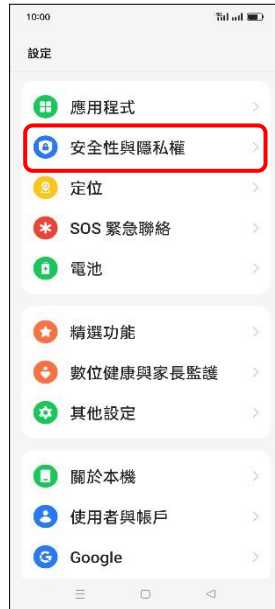 10:00
設定
應用程式
安全性與隱私權
定位
SOS 緊急聯絡
電池
精選功能
數位健康與家長監護
其他設定
關於本機
使用者與帳戶
Google